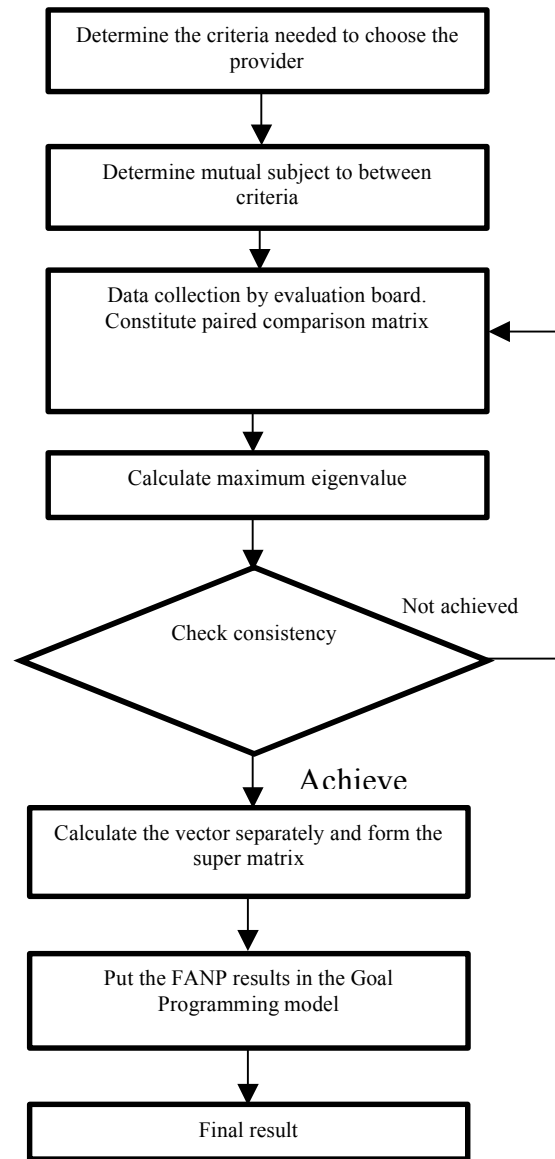 Determine the criteria needed to choose the
provider
Determine mutual subject to between
criteria
Data collection by evaluation board.
Constitute paired comparison matrix
Calculate maximum eigenvalue
Not achieved
Check consistency
Achieve
Calculate the vector separately and form the
super matrix
Put the FANP results in the Goal
Programming model
Final result